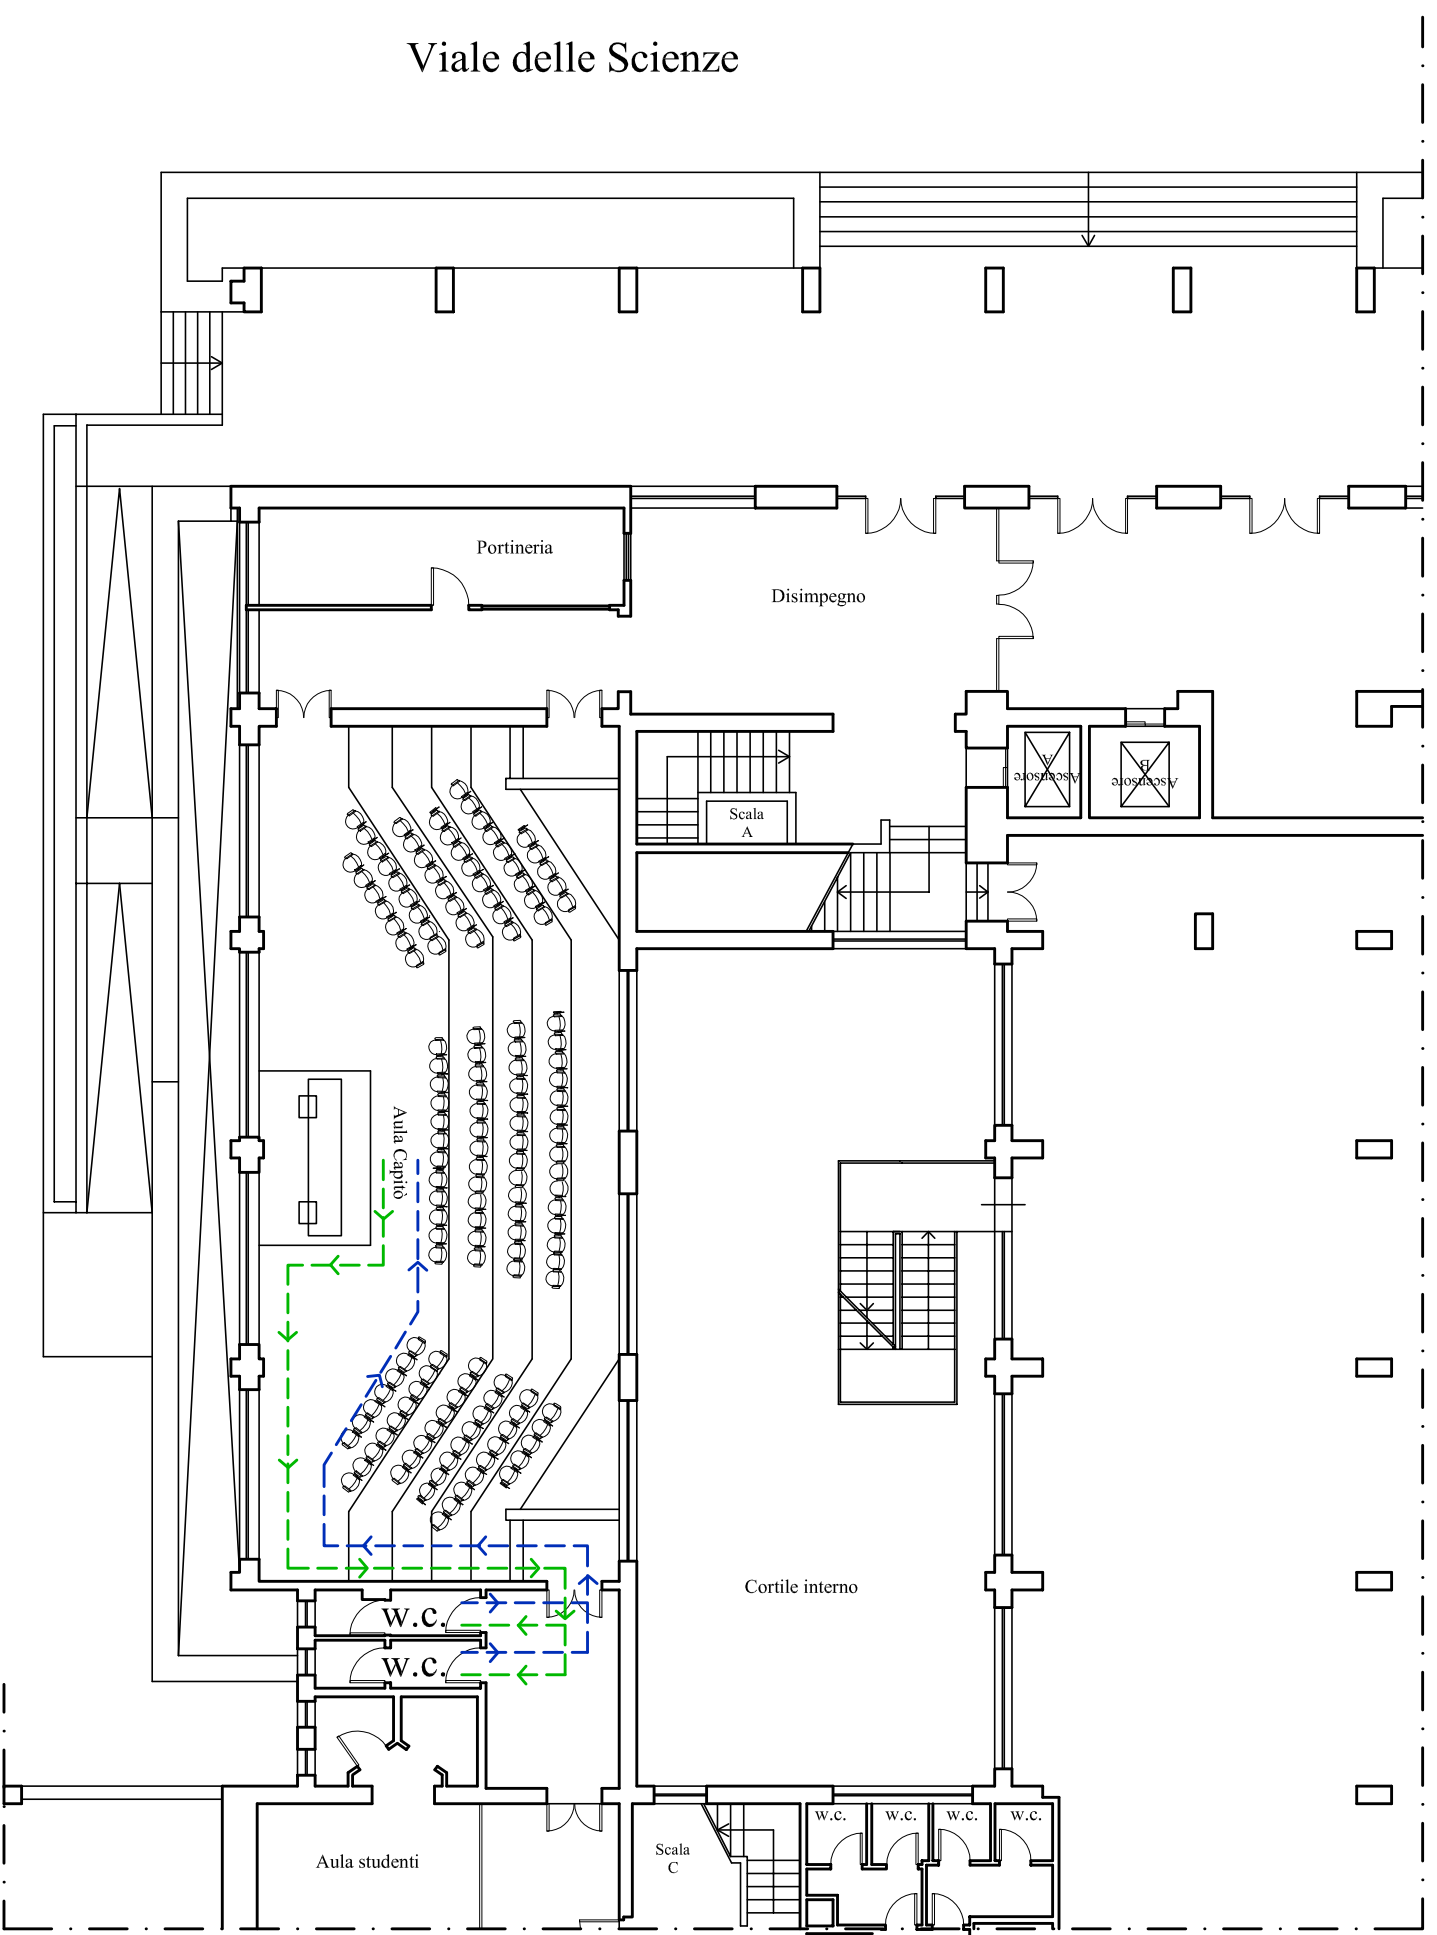 Viale delle Scienze
Portineria
Disimpegno
Ascensore
A
Ascensore
B
Scala
A
Aula Capitò
Cortile interno
w.c.
w.c.
w.c.
w.c.
w.c.
w.c.
Scala
C
Aula studenti